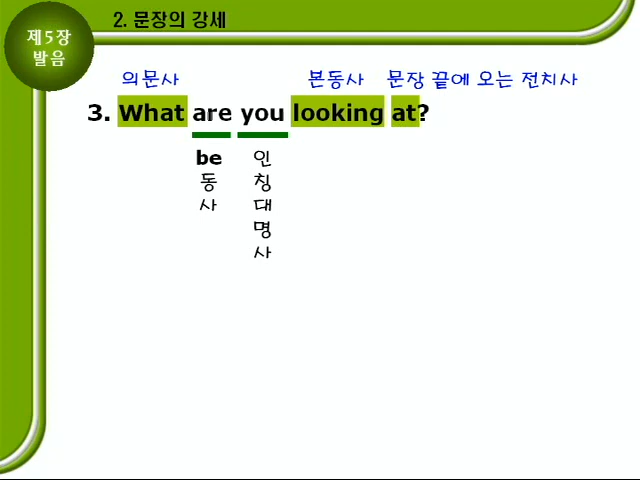 제5장
발음
2. 문장의 강세
의문사 본동사 문장 끝에 오는 전치사
3. What are you looking at?
be
동
사
인
칭
대
명
사